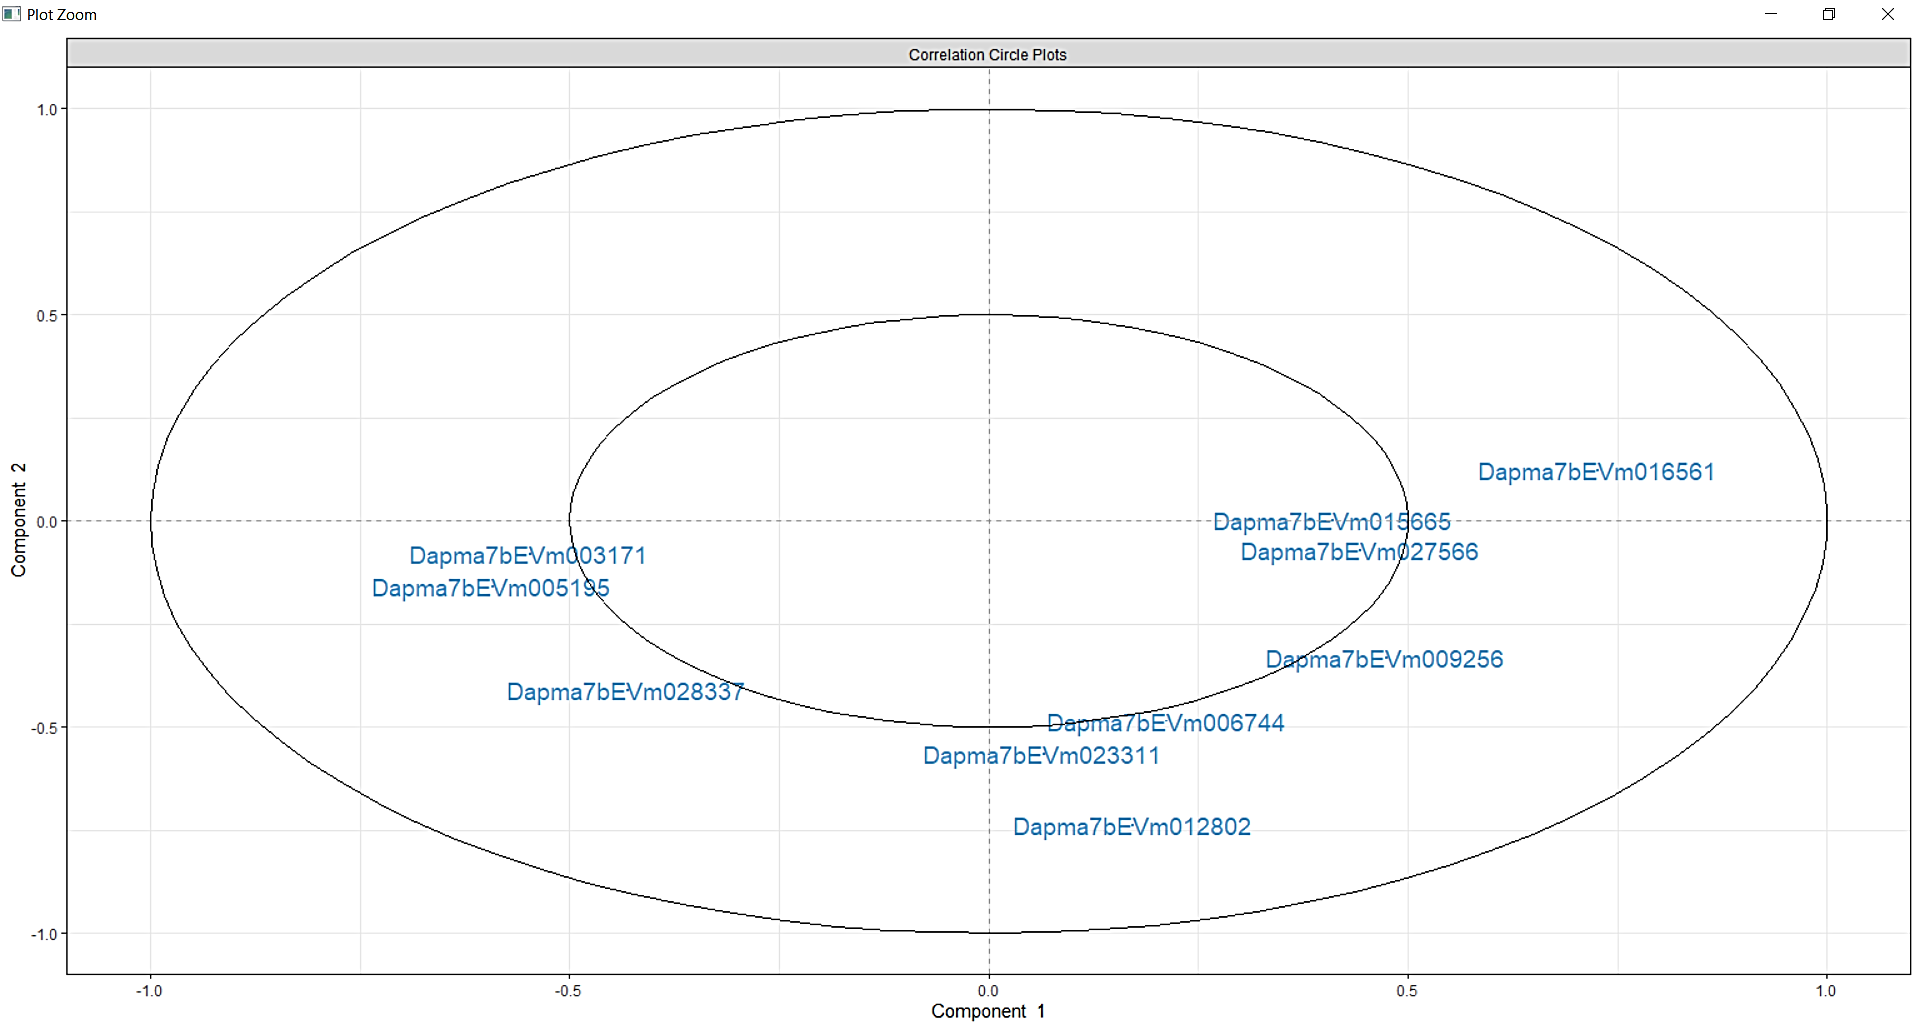 Plot Zoom
Correlation Circle Plots
1.0
0.5
0.0
-0.5
-1.0
Component 2
Dapma7bEVm016561
Dapma7bEVm015665
Dapma7bEVm027566
Dapma7bEVm003171
Dapma7bEVm005195
Dapma7bEVm009256
Dapma7bEVm028337
Dapma7bEVm006744
Dapma7bEVm023311
Dapma7bEVm012802
-1.0
-0.5
0.0
0.5
1.0
Component 1